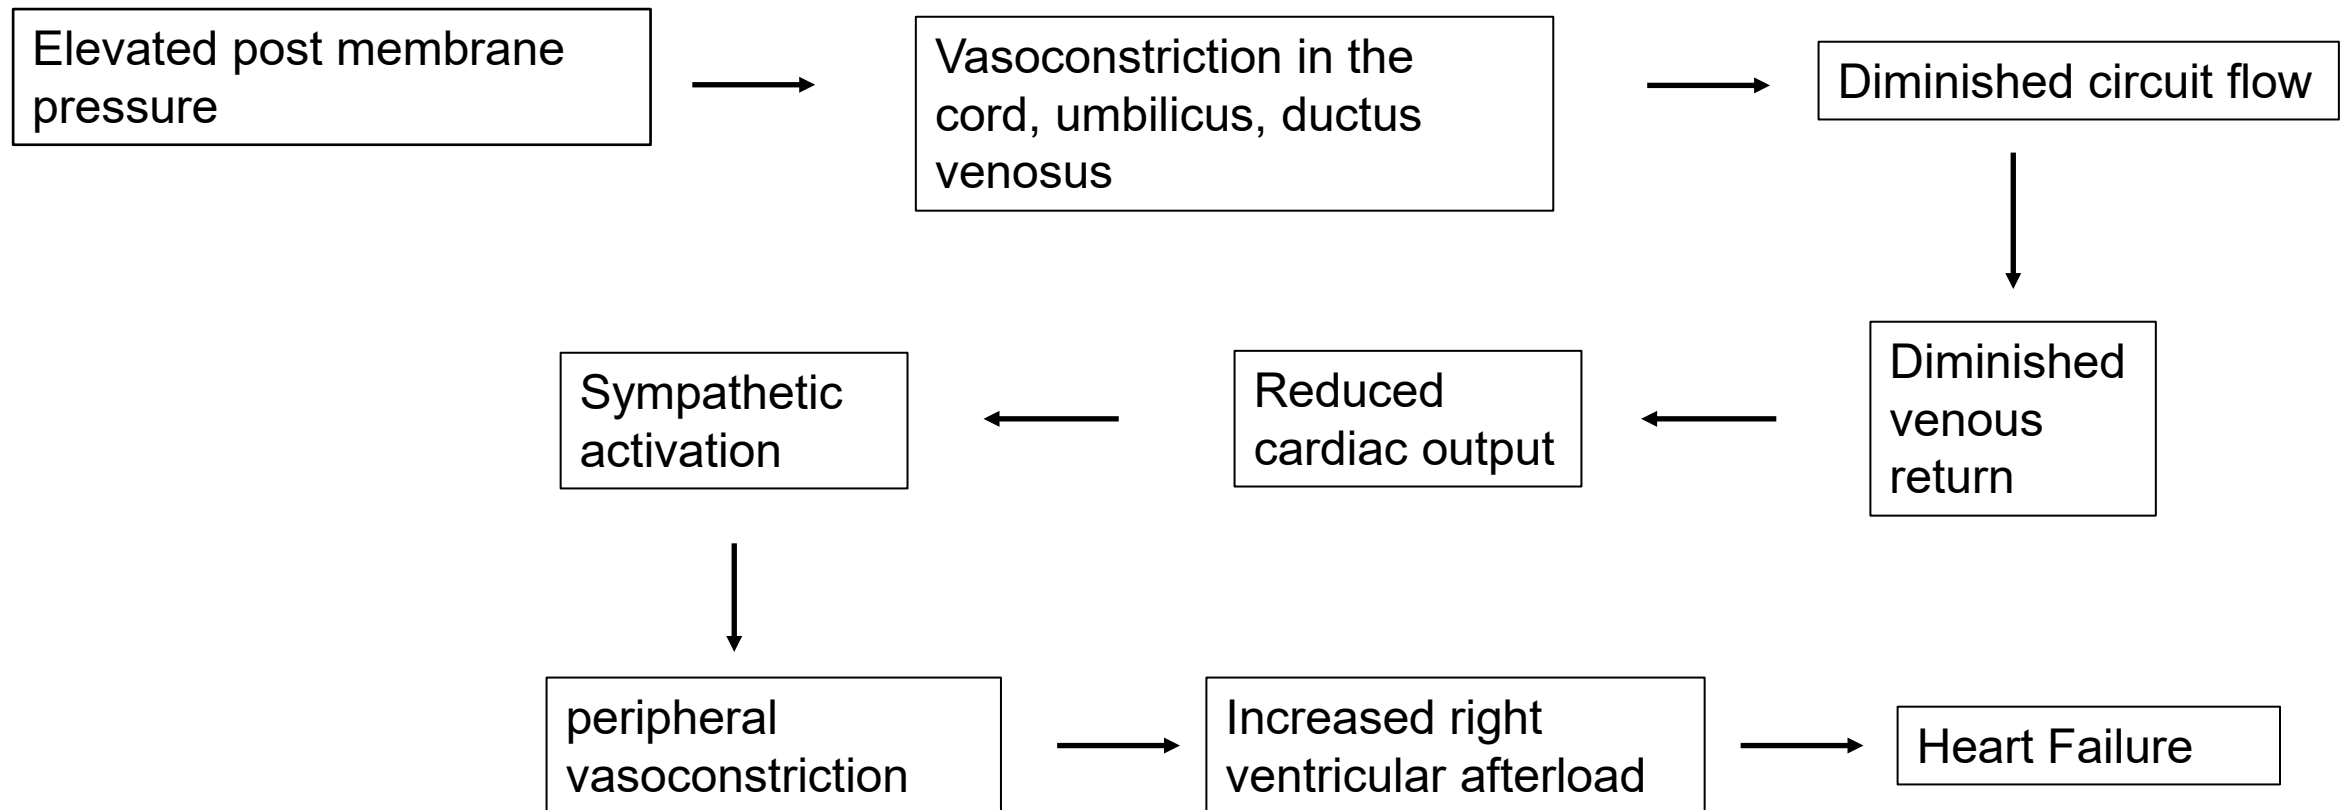 Elevated post membrane
pressure
Vasoconstriction in the
cord, umbilicus, ductus
venosus
Diminished circuit flow
Diminished
venous
return
Reduced
cardiac output
Sympathetic
activation
peripheral
vasoconstriction
Increased right
ventricular afterload
Heart Failure